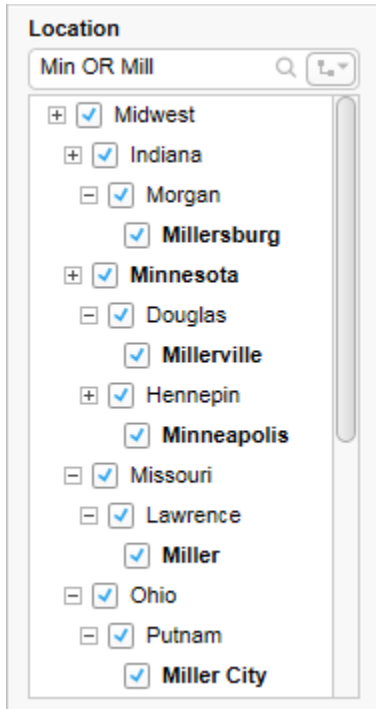 Location
Min OR Mill
Midwest
Indiana
Morgan
Millersburg
Minnesota
Douglas
Millerville
Hennepin
Minneapolis
Missouri
Lawrence
Miller
Ohio
Putnam
Miller City